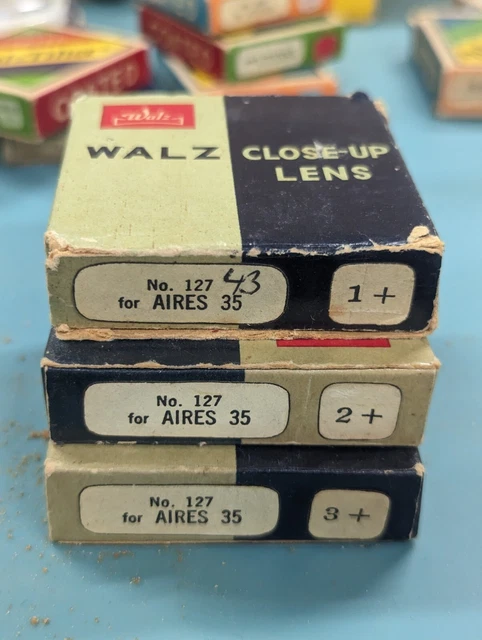 Walz
WALZ CLOSE-UP
LENS
No. 127 43
for AIRES 35
1+
No. 127
for AIRES 35
2+
No. 127
for AIRES 35
3+
COATED